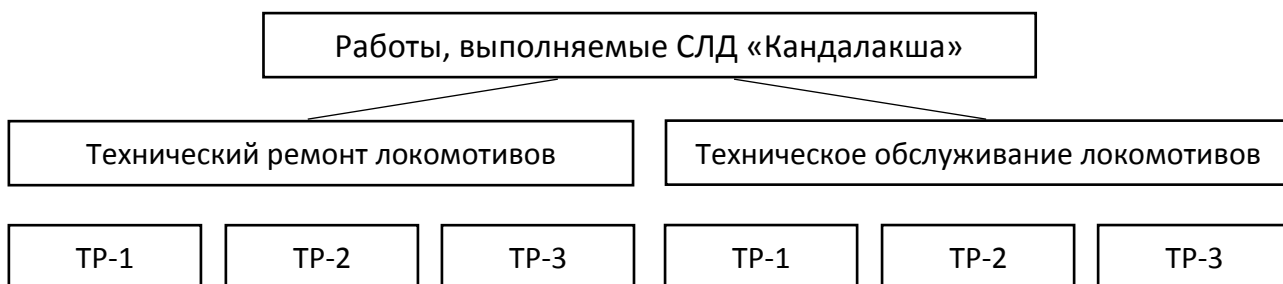 Работы, выполняемые СЛД «Кандалакша»
Технический ремонт локомотивов
Техническое обслуживание локомотивов
ТР-1
ТР-2
ТР-3
ТР-1
ТР-2
ТР-3